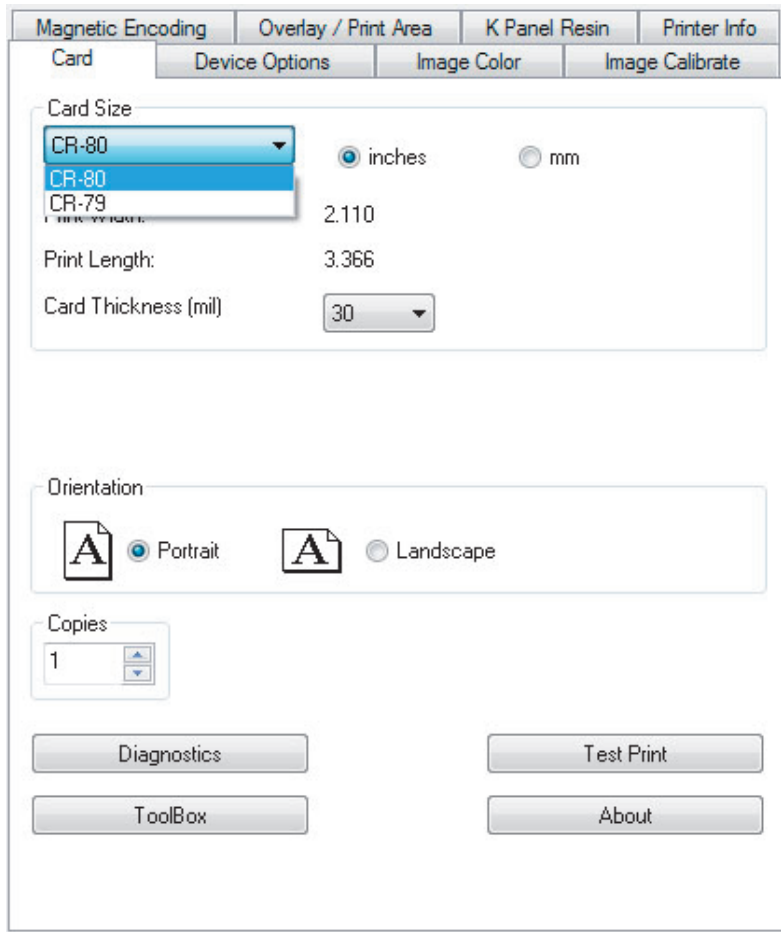 Magnetic Encoding Overlay / Print Area K Panel Resin Printer Info
Card Device Options Image Color Image Calibrate
Card Size
CR-80 inches mm
CR-80
CR-79
Print Width: 2.110
Print Length: 3.366
Card Thickness (mil) 30
Orientation
A Portrait A Landscape
Copies
1
Diagnostics Test Print
ToolBox About